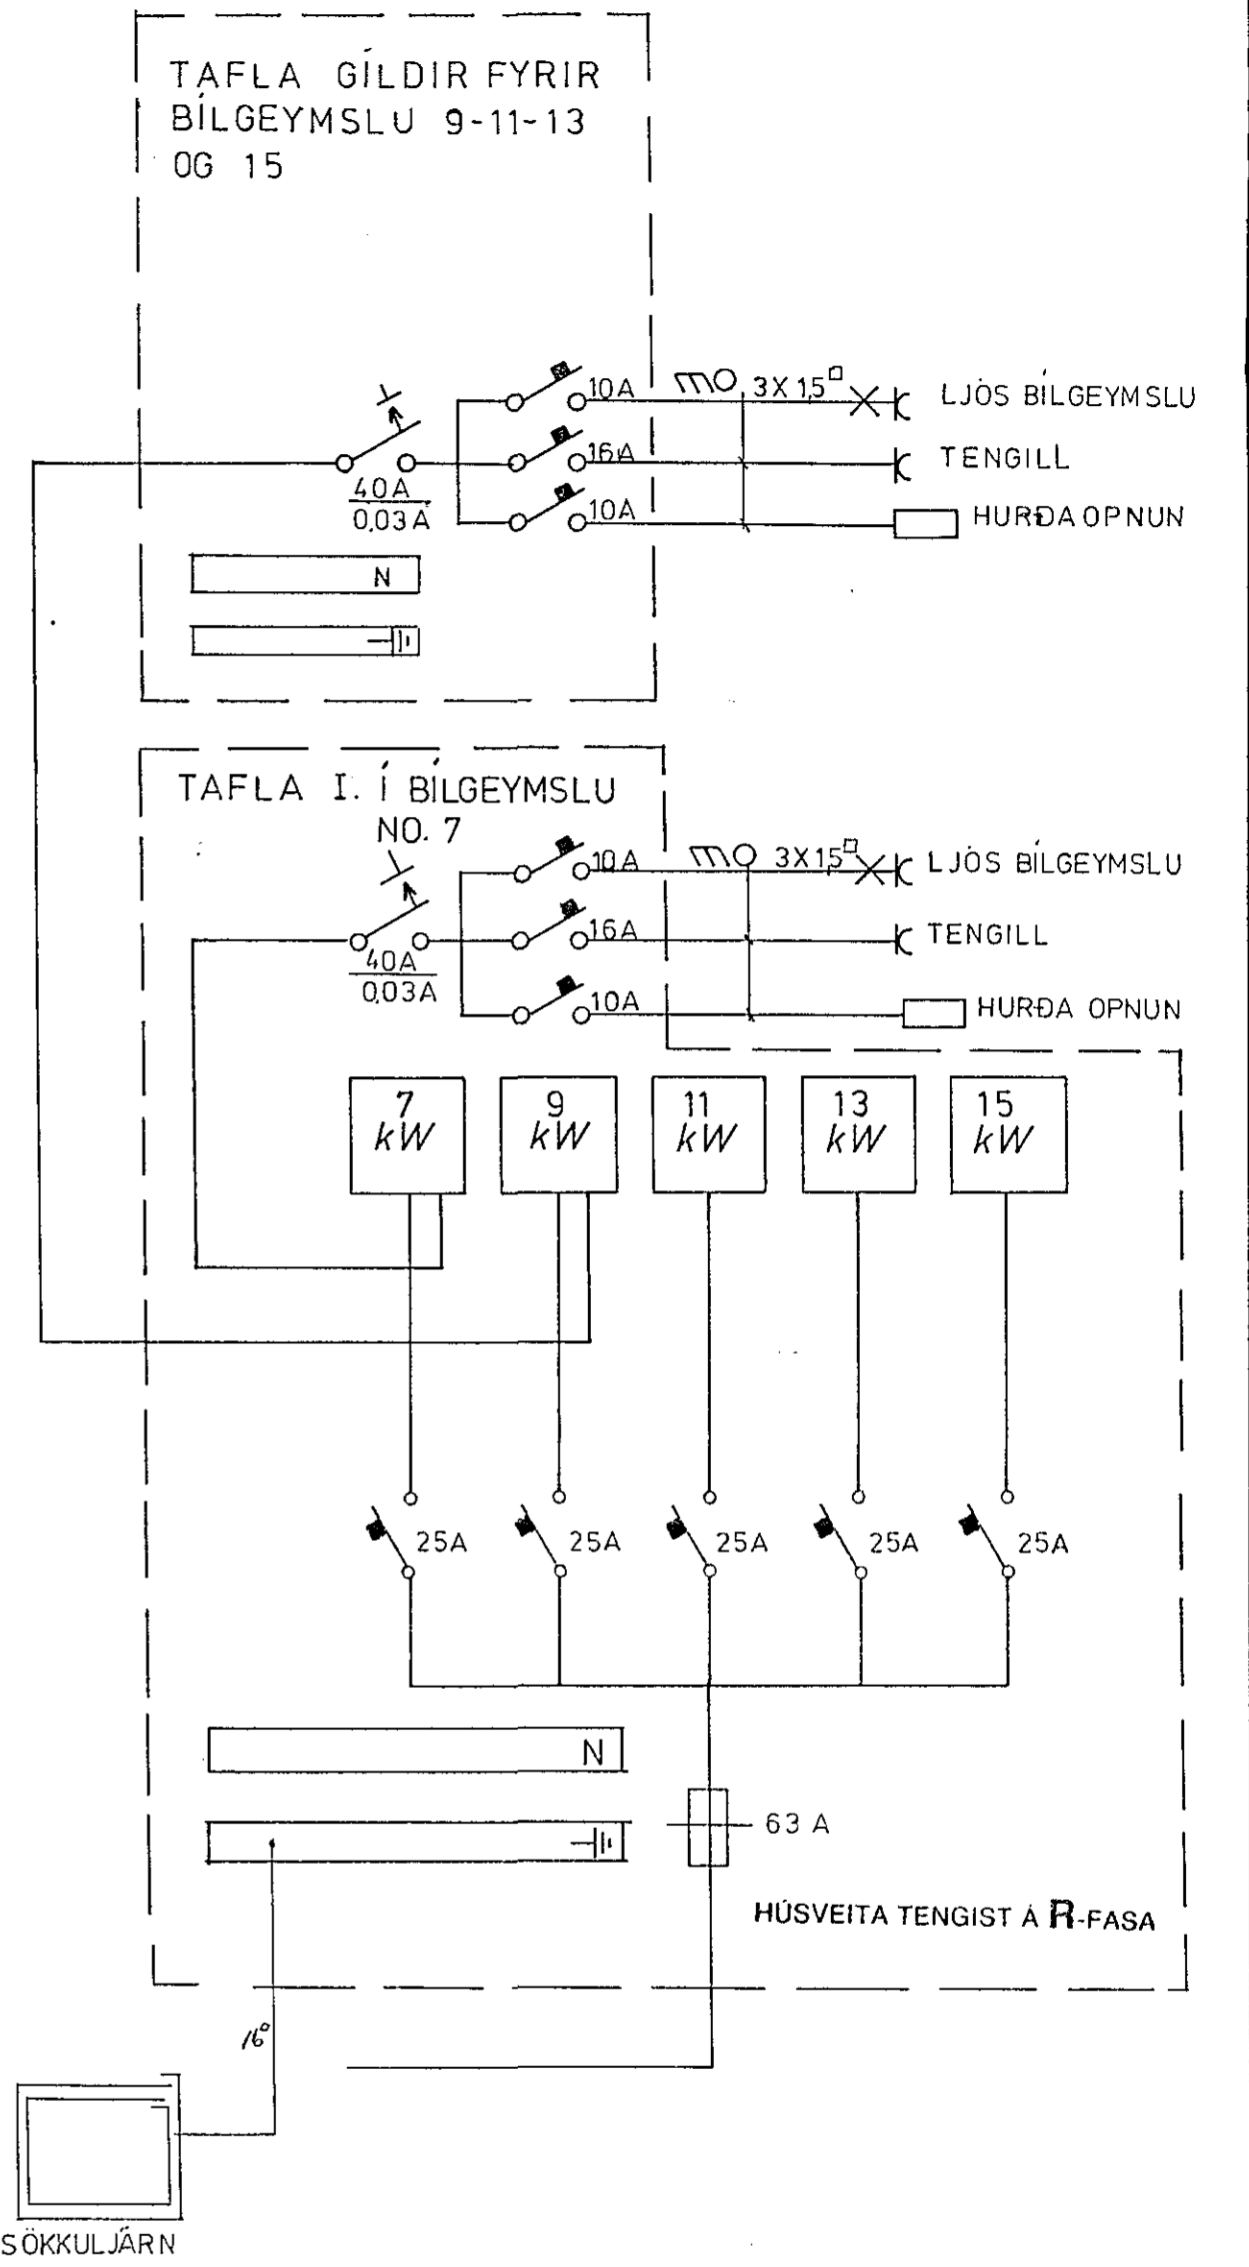 TAFLA GÍLDIR FYRIR
BÍLGEYMSLU 9-11-13
OG 15
10A
3X1,5□
LJÓS BÍLGEYMSLU
16A
TENGILL
40A
0,03A
10A
HURÐA OPNUN
N
TAFLA I. Í BÍLGEYMSLU
NO. 7
10A
3X1,5□
LJÓS BÍLGEYMSLU
16A
TENGILL
40A
0,03A
10A
HURÐA OPNUN
7
kW
9
kW
11
kW
13
kW
15
kW
25A
25A
25A
25A
25A
N
63 A
HÚSVEITA TENGIST Á R-FASA
16□
SÖKKULJÁRN